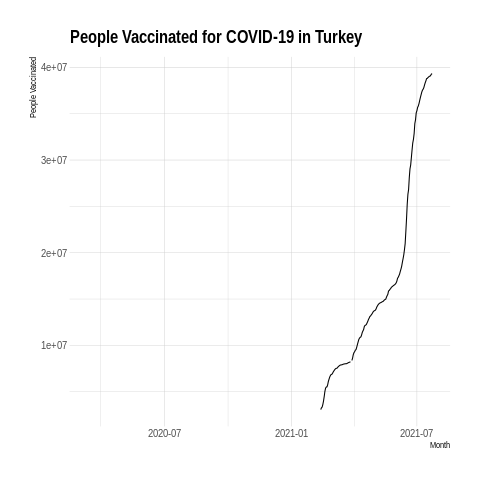 People Vaccinated for COVID-19 in Turkey
People Vaccinated
4e+07
3e+07
2e+07
1e+07
2020-07
2021-01
2021-07
Month